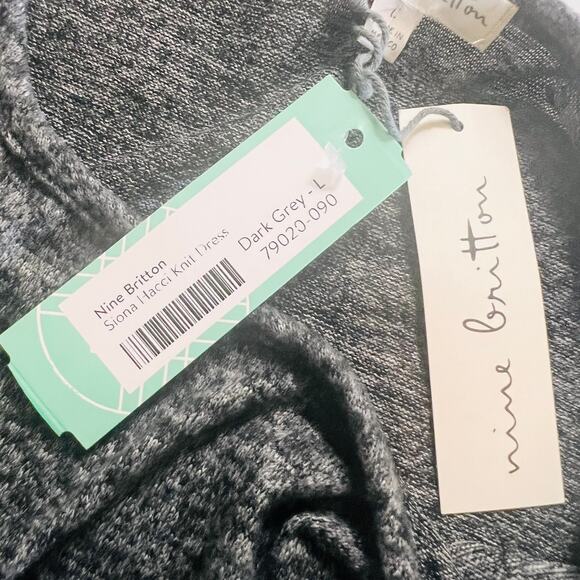 Nine Britton
Siona Hacci Knit Dress
Dark Grey - L
79020-090
nine britton
L